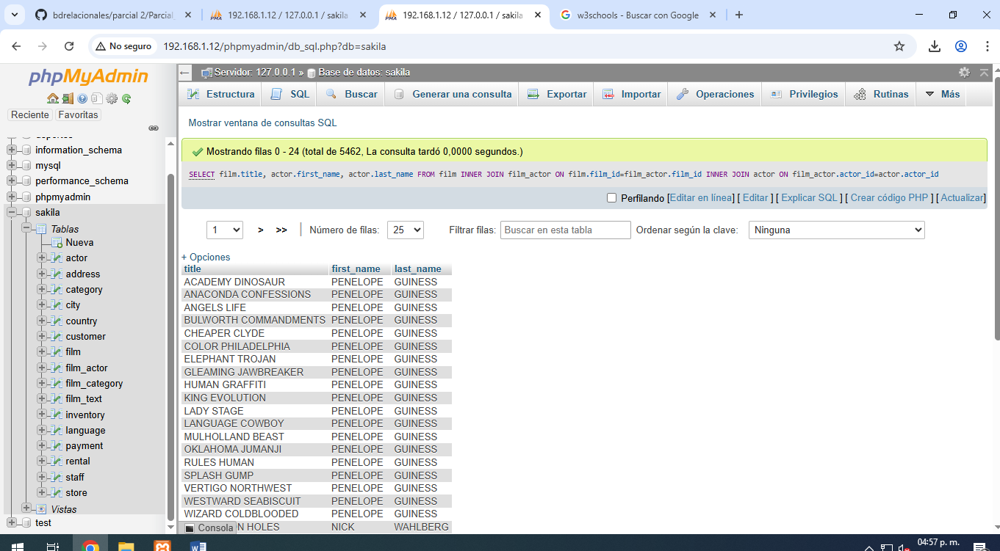 bdrelacionales/parcial 2/Parcial
192.168.1.12 / 127.0.0.1 / sakila
192.168.1.12 / 127.0.0.1 / sakila
w3schools - Buscar con Google
No seguro
192.168.1.12/phpmyadmin/db_sql.php?db=sakila
phpMyAdmin
Reciente
Favoritas
information_schema
mysql
performance_schema
phpmyadmin
sakila
Tablas
Nueva
actor
address
category
city
country
customer
film
film_actor
film_category
film_text
inventory
language
payment
rental
staff
store
Vistas
test
Servidor: 127.0.0.1 » Base de datos: sakila
Estructura SQL Buscar Generar una consulta Exportar Importar Operaciones Privilegios Rutinas Más
Mostrar ventana de consultas SQL
Mostrando filas 0 - 24 (total de 5462, La consulta tardó 0,0000 segundos.)
SELECT film.title, actor.first_name, actor.last_name FROM film INNER JOIN film_actor ON film.film_id=film_actor.film_id INNER JOIN actor ON film_actor.actor_id=actor.actor_id
Perfilando [Editar en línea] [ Editar ] [ Explicar SQL ] [ Crear código PHP ] [ Actualizar]
1 > >> Número de filas: 25 Filtrar filas: Buscar en esta tabla Ordenar según la clave: Ninguna
+ Opciones
title first_name last_name
ACADEMY DINOSAUR PENELOPE GUINESS
ANACONDA CONFESSIONS PENELOPE GUINESS
ANGELS LIFE PENELOPE GUINESS
BULWORTH COMMANDMENTS PENELOPE GUINESS
CHEAPER CLYDE PENELOPE GUINESS
COLOR PHILADELPHIA PENELOPE GUINESS
ELEPHANT TROJAN PENELOPE GUINESS
GLEAMING JAWBREAKER PENELOPE GUINESS
HUMAN GRAFFITI PENELOPE GUINESS
KING EVOLUTION PENELOPE GUINESS
LADY STAGE PENELOPE GUINESS
LANGUAGE COWBOY PENELOPE GUINESS
MULHOLLAND BEAST PENELOPE GUINESS
OKLAHOMA JUMANJI PENELOPE GUINESS
RULES HUMAN PENELOPE GUINESS
SPLASH GUMP PENELOPE GUINESS
VERTIGO NORTHWEST PENELOPE GUINESS
WESTWARD SEABISCUIT PENELOPE GUINESS
WIZARD COLDBLOODED PENELOPE GUINESS
Consola N HOLES NICK WAHLBERG
04:57 p. m.